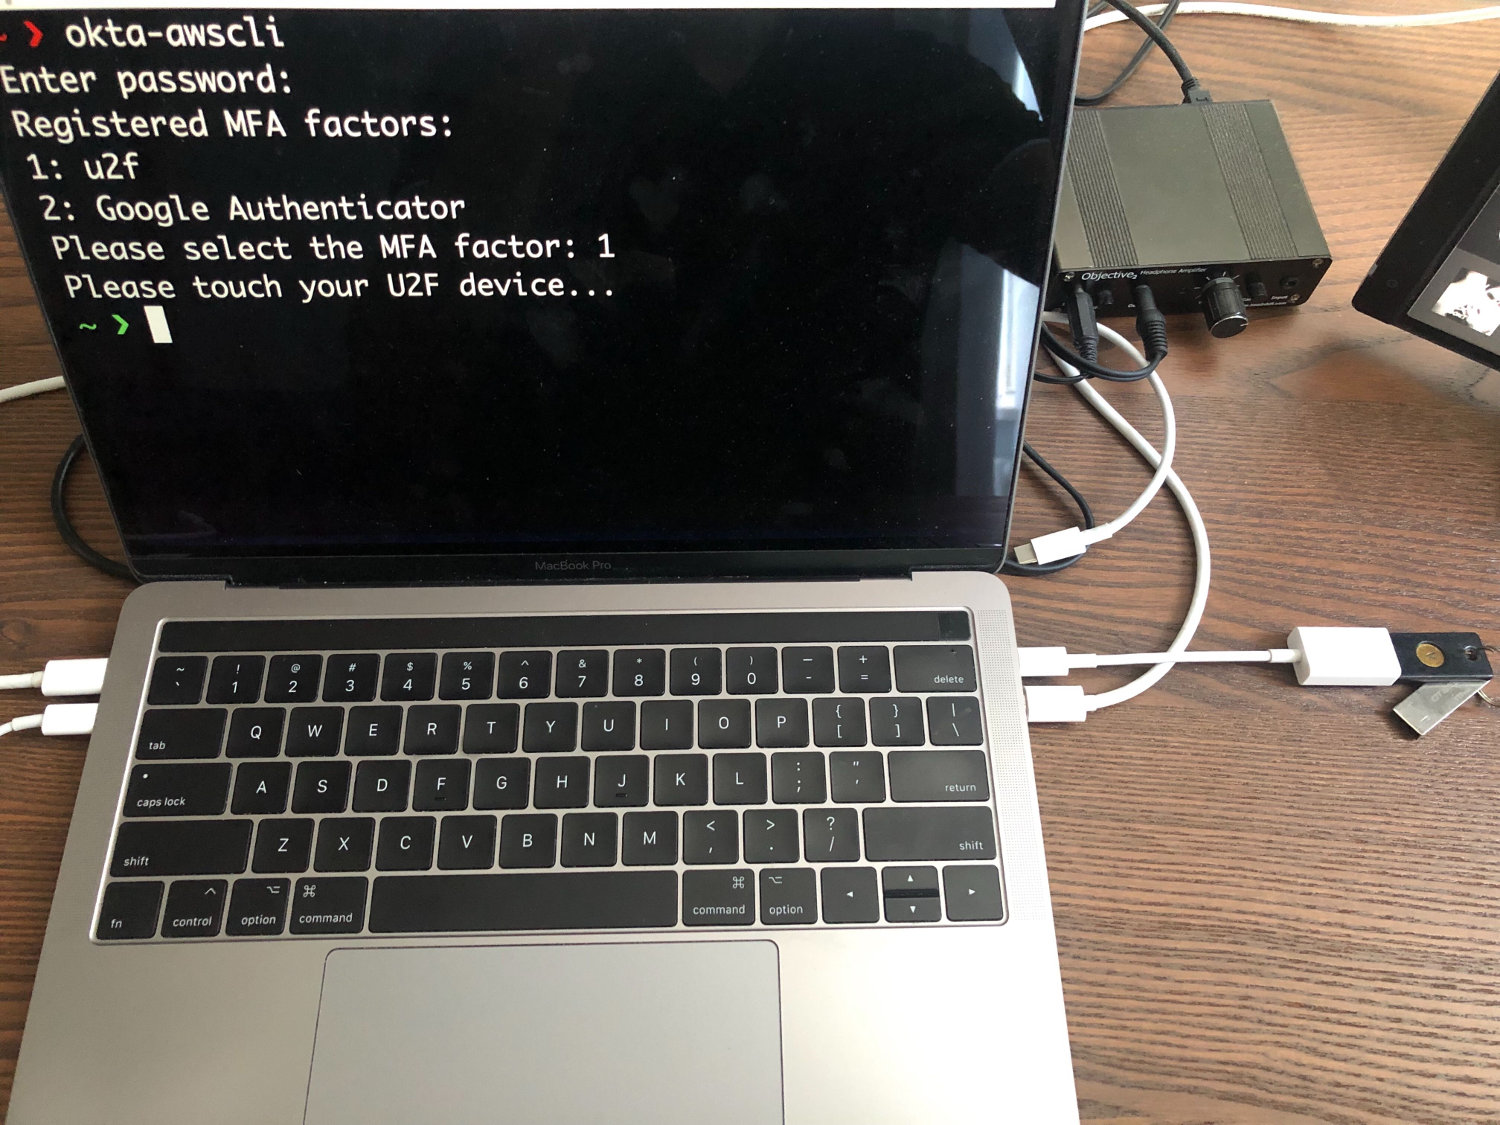 ~ ❯ okta-awscli
Enter password:
Registered MFA factors:
1: u2f
2: Google Authenticator
Please select the MFA factor: 1
Please touch your U2F device...
~ ❯
Objective2 Headphone Amplifier
Input
MacBook Pro
~ ! @ # $ % ^ & * ( ) — +
` 1 2 3 4 5 6 7 8 9 0 - = delete
tab Q W E R T Y U I O P { [ } ] | \
caps lock A S D F G H J K L : ; " ' return
shift Z X C V B N M < , > . ? / shift
fn control option command command option